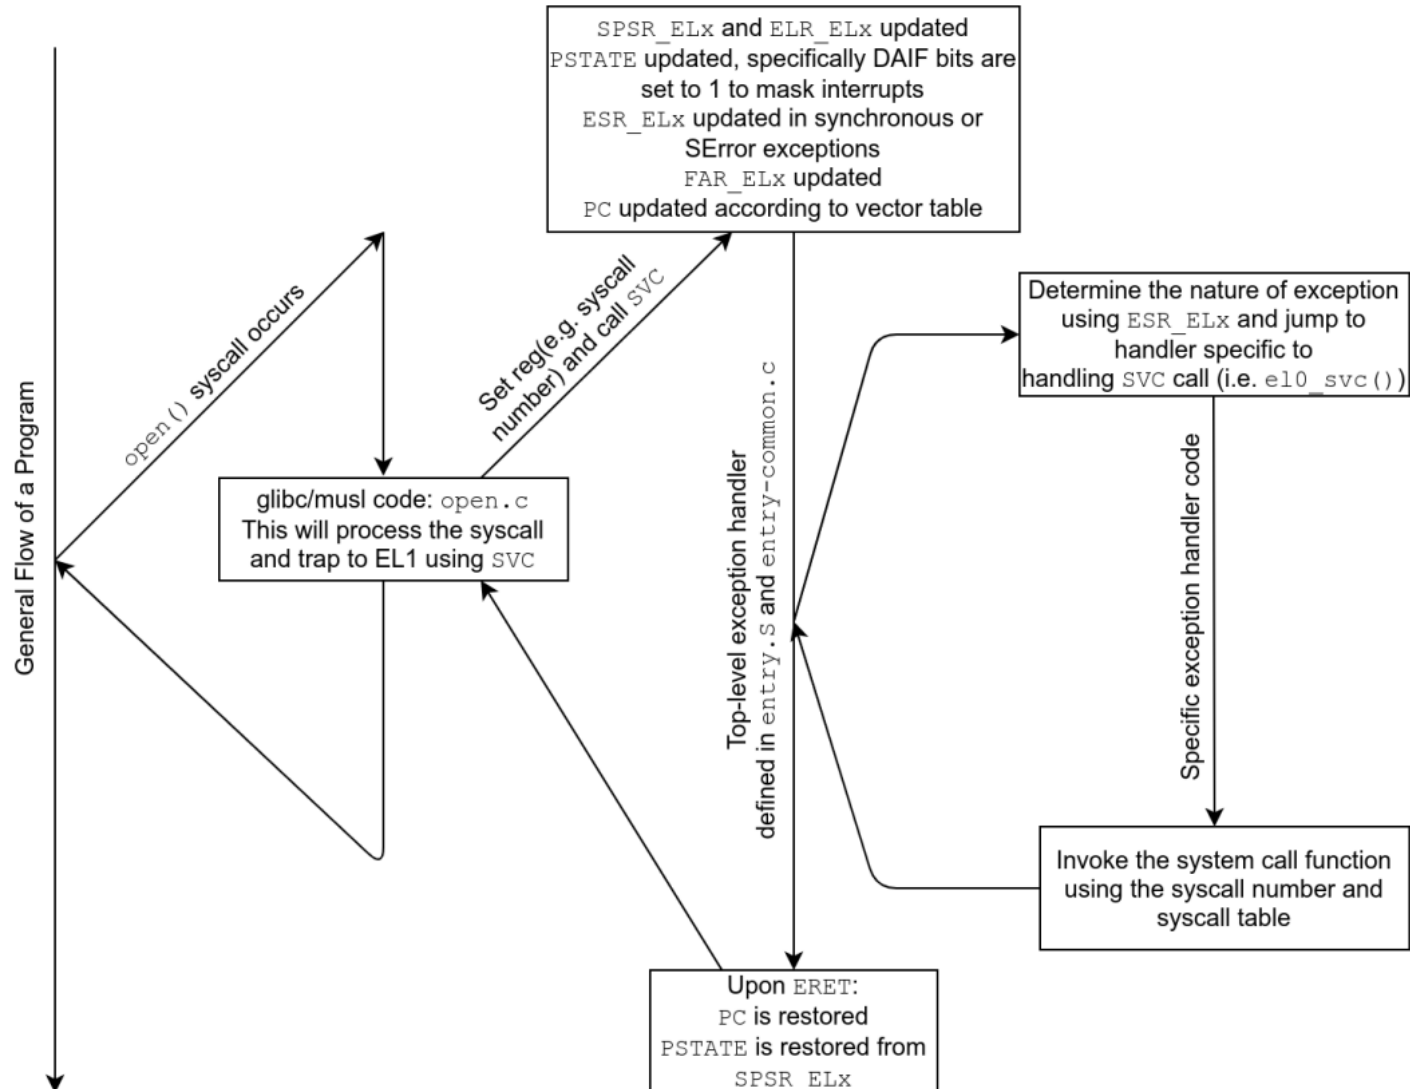 SPSR_ELx and ELR_ELx updated
PSTATE updated, specifically DAIF bits are
set to 1 to mask interrupts
ESR_ELx updated in synchronous or
SError exceptions
FAR_ELx updated
PC updated according to vector table
General Flow of a Program
open() syscall occurs
glibc/musl code: open.c
This will process the syscall
and trap to EL1 using SVC
Set reg(e.g. syscall
number) and call SVC
Top-level exception handler
defined in entry.S and entry-common.c
Determine the nature of exception
using ESR_ELx and jump to
handler specific to
handling SVC call (i.e. el0_svc())
Specific exception handler code
Invoke the system call function
using the syscall number and
syscall table
Upon ERET:
PC is restored
PSTATE is restored from
SPSR_ELx